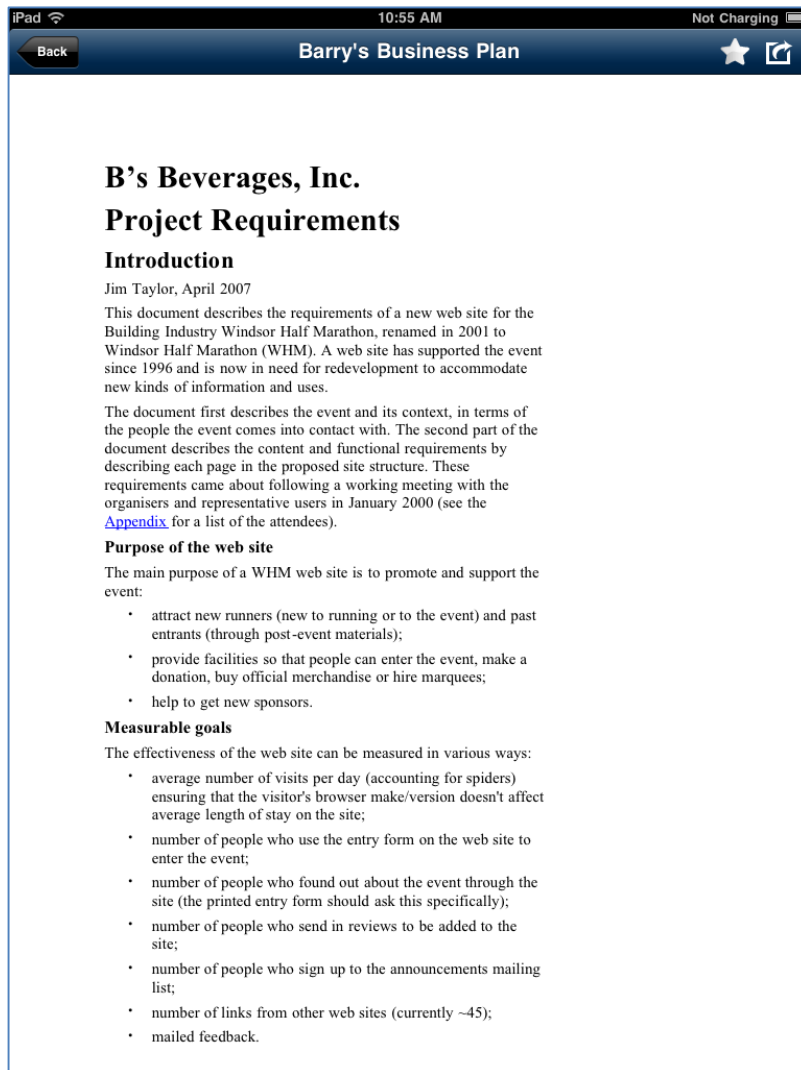 iPad 10:55 AM Not Charging
Back Barry's Business Plan
B’s Beverages, Inc.
Project Requirements
Introduction
Jim Taylor, April 2007
This document describes the requirements of a new web site for the
Building Industry Windsor Half Marathon, renamed in 2001 to
Windsor Half Marathon (WHM). A web site has supported the event
since 1996 and is now in need for redevelopment to accommodate
new kinds of information and uses.
The document first describes the event and its context, in terms of
the people the event comes into contact with. The second part of the
document describes the content and functional requirements by
describing each page in the proposed site structure. These
requirements came about following a working meeting with the
organisers and representative users in January 2000 (see the
Appendix for a list of the attendees).
Purpose of the web site
The main purpose of a WHM web site is to promote and support the
event:
• attract new runners (new to running or to the event) and past
entrants (through post-event materials);
• provide facilities so that people can enter the event, make a
donation, buy official merchandise or hire marquees;
• help to get new sponsors.
Measurable goals
The effectiveness of the web site can be measured in various ways:
• average number of visits per day (accounting for spiders)
ensuring that the visitor's browser make/version doesn't affect
average length of stay on the site;
• number of people who use the entry form on the web site to
enter the event;
• number of people who found out about the event through the
site (the printed entry form should ask this specifically);
• number of people who send in reviews to be added to the
site;
• number of people who sign up to the announcements mailing
list;
• number of links from other web sites (currently ~45);
• mailed feedback.